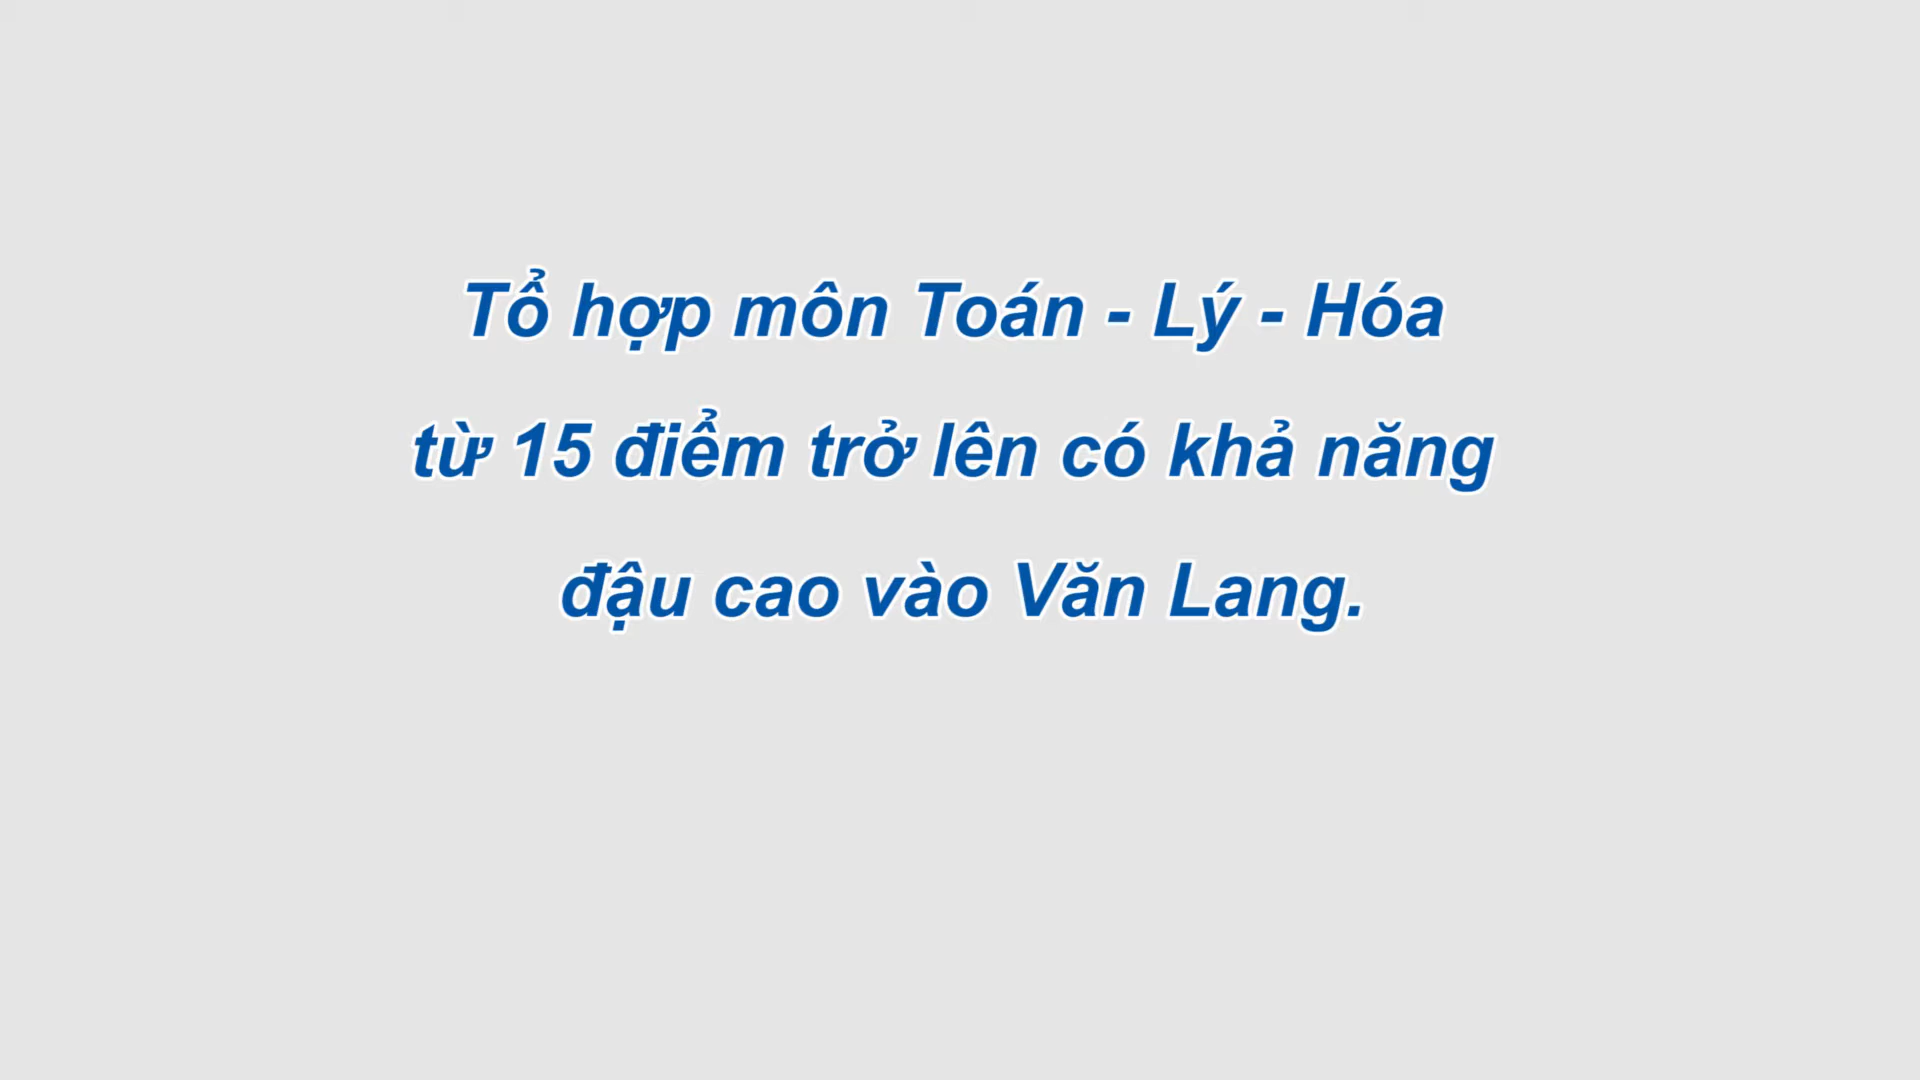 Tổ hợp môn Toán - Lý - Hóa
từ 15 điểm trở lên có khả năng
đậu cao vào Văn Lang.